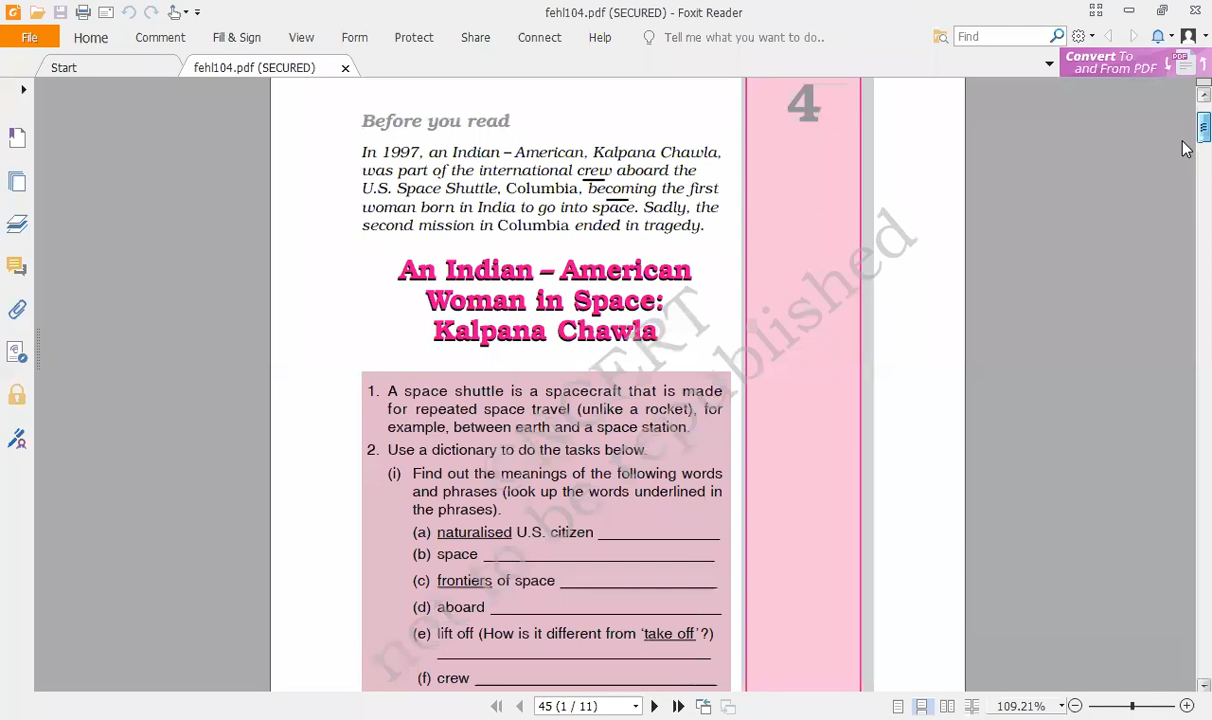 fehl104.pdf (SECURED) - Foxit Reader
File Home Comment Fill & Sign View Form Protect Share Connect Help Tell me what you want to do.. Find
Start fehl104.pdf (SECURED) Convert To
and From PDF PDF
4
Before you read
In 1997, an Indian – American, Kalpana Chawla,
was part of the international crew aboard the
U.S. Space Shuttle, Columbia, becoming the first
woman born in India to go into space. Sadly, the
second mission in Columbia ended in tragedy.
An Indian – American
Woman in Space:
Kalpana Chawla
1. A space shuttle is a spacecraft that is made
for repeated space travel (unlike a rocket), for
example, between earth and a space station.
2. Use a dictionary to do the tasks below.
(i) Find out the meanings of the following words
and phrases (look up the words underlined in
the phrases).
(a) naturalised U.S. citizen
(b) space
(c) frontiers of space
(d) aboard
(e) lift off (How is it different from ‘take off’?)
(f) crew
© NCERT
not to be republished
45 (1 / 11) 109.21%